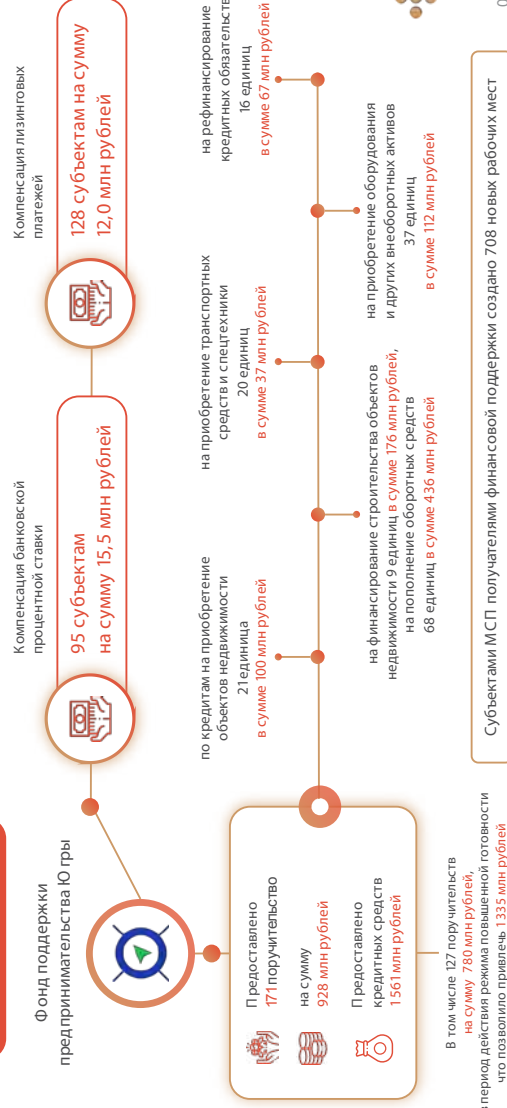 Фонд поддержки
предпринимательства Югры
Компенсация банковской
процентной ставки
95 субъектам
на сумму 15,5 млн рублей
Компенсация лизинговых
платежей
128 субъектам на сумму
12,0 млн рублей
Предоставлено
171 поручительство
на сумму
928 млн рублей
Предоставлено
кредитных средств
1561 млн рублей
В том числе 127 поручительств
на сумму 780 млн рублей,
период действия режима повышенной готовности
что позволило привлечь 1335 млн рублей
по кредитам на приобретение
объектов недвижимости
21 единица
в сумме 100 млн рублей
на финансирование строительства объектов
недвижимости 9 единиц в сумме 176 млн рублей,
на пополнение оборотных средств
68 единиц в сумме 436 млн рублей
на приобретение транспортных
средств и спецтехники
20 единиц
в сумме 37 млн рублей
на приобретение оборудования
и других внеоборотных активов
37 единиц
в сумме 112 млн рублей
на рефинансирование
кредитных обязательств
16 единиц
в сумме 67 млн рублей
Субъектами МСП получателями финансовой поддержки создано 708 новых рабочих мест